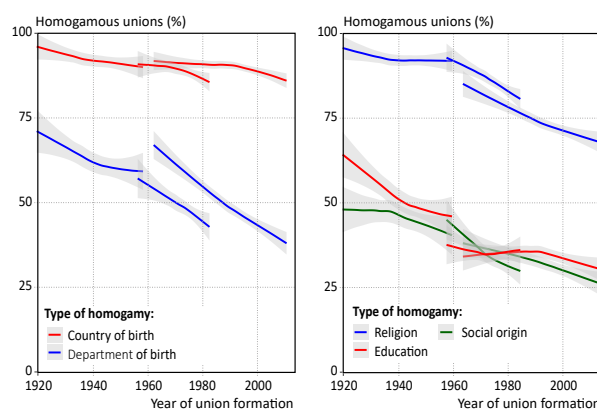 Homogamous unions (%)
100
75
50
25
0
Type of homogamy:
Country of birth
Department of birth
1920 1940 1960 1980 2000
Year of union formation
Homogamous unions (%)
100
75
50
25
0
Type of homogamy:
Religion Social origin
Education
1920 1940 1960 1980 2000
Year of union formation